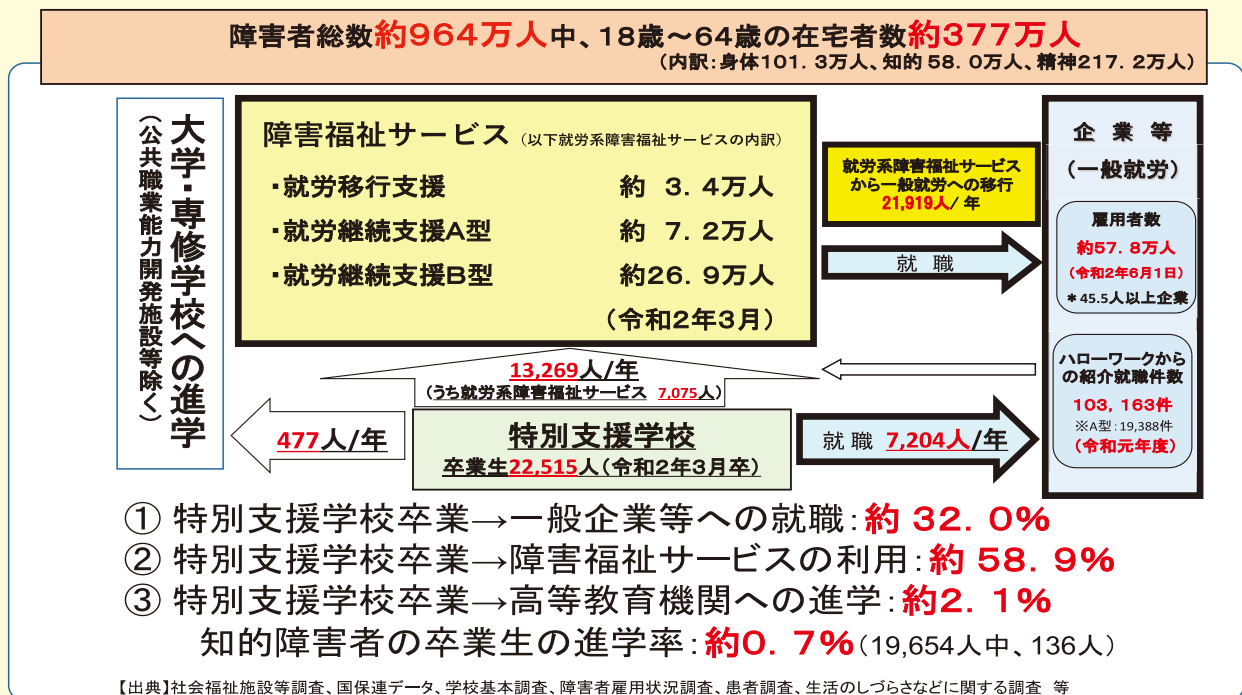 障害者総数約964万人中、18歳～64歳の在宅者数約377万人
（内訳：身体101．3万人、知的 58．0万人、精神217．2万人）
大学・専修学校への進学
（公共職業能力開発施設等除く）
障害福祉サービス （以下就労系障害福祉サービスの内訳）
・就労移行支援 約 3．4万人
・就労継続支援A型 約 7．2万人
・就労継続支援B型 約26．9万人
（令和2年3月）
就労系障害福祉サービス
から一般就労への移行
21,919人/ 年
就 職
企 業 等
（一般就労）
雇用者数
約57．8万人
（令和2年6月1日）
＊45.5人以上企業
ハローワークから
の紹介就職件数
103，163件
※A型：19,388件
（令和元年度）
13,269人/年
（うち就労系障害福祉サービス 7,075人）
477人/年
特別支援学校
卒業生22,515人（令和2年3月卒）
就 職 7,204人/年
① 特別支援学校卒業→一般企業等への就職：約 32．0%
② 特別支援学校卒業→障害福祉サービスの利用：約 58．9%
③ 特別支援学校卒業→高等教育機関への進学：約2．1%
知的障害者の卒業生の進学率：約0．7%（19,654人中、136人）
【出典】社会福祉施設等調査、国保連データ、学校基本調査、障害者雇用状況調査、患者調査、生活のしづらさなどに関する調査 等